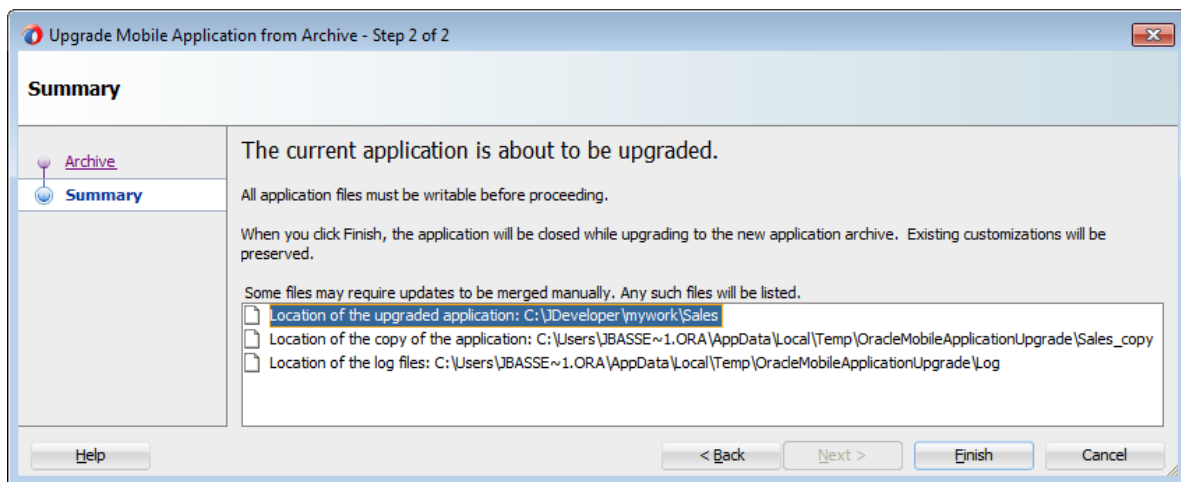 Upgrade Mobile Application from Archive - Step 2 of 2
Summary
Archive
Summary
The current application is about to be upgraded.
All application files must be writable before proceeding.
When you click Finish, the application will be closed while upgrading to the new application archive.  Existing customizations will be
preserved.
Some files may require updates to be merged manually. Any such files will be listed.
Location of the upgraded application: C:\JDeveloper\mywork\Sales
Location of the copy of the application: C:\Users\JBASSE~1.ORA\AppData\Local\Temp\OracleMobileApplicationUpgrade\Sales_copy
Location of the log files: C:\Users\JBASSE~1.ORA\AppData\Local\Temp\OracleMobileApplicationUpgrade\Log
Help
< Back
Next >
Finish
Cancel